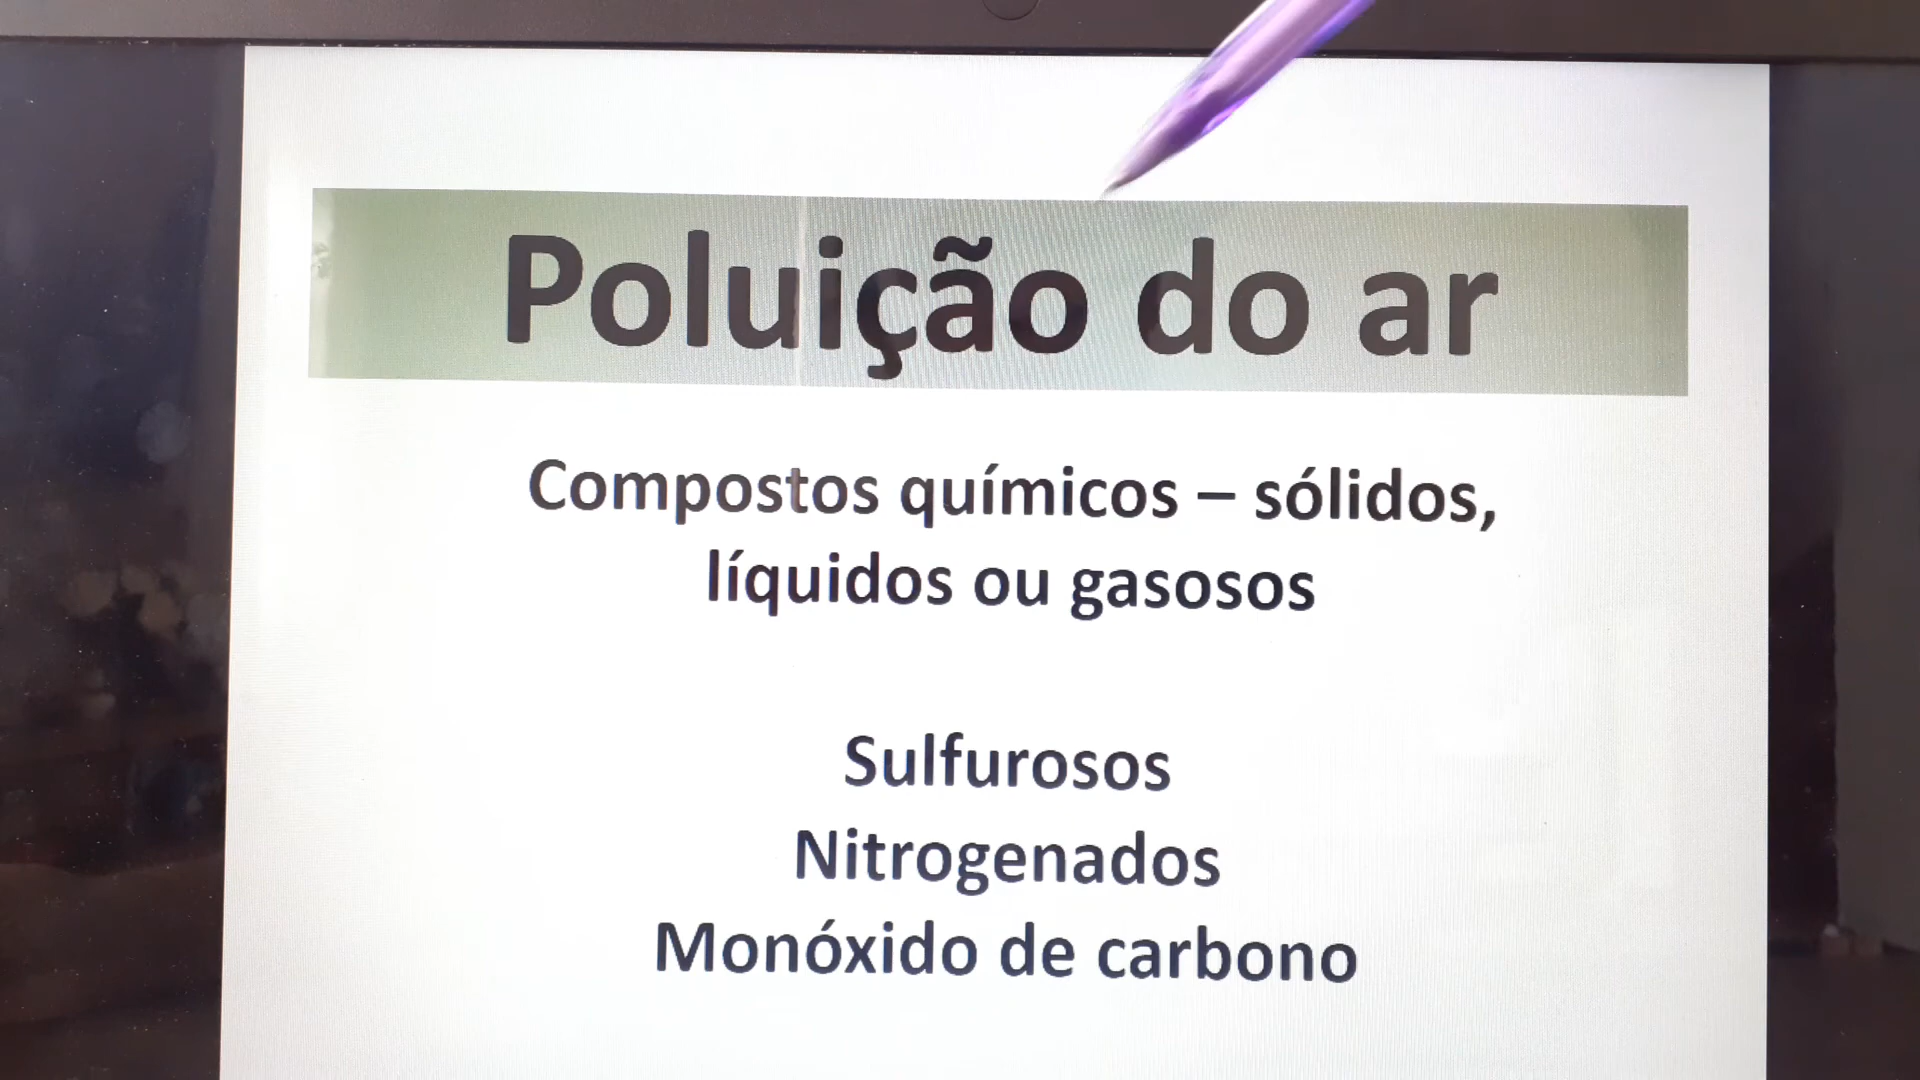 Poluição do ar
Compostos químicos – sólidos,
líquidos ou gasosos
Sulfurosos
Nitrogenados
Monóxido de carbono